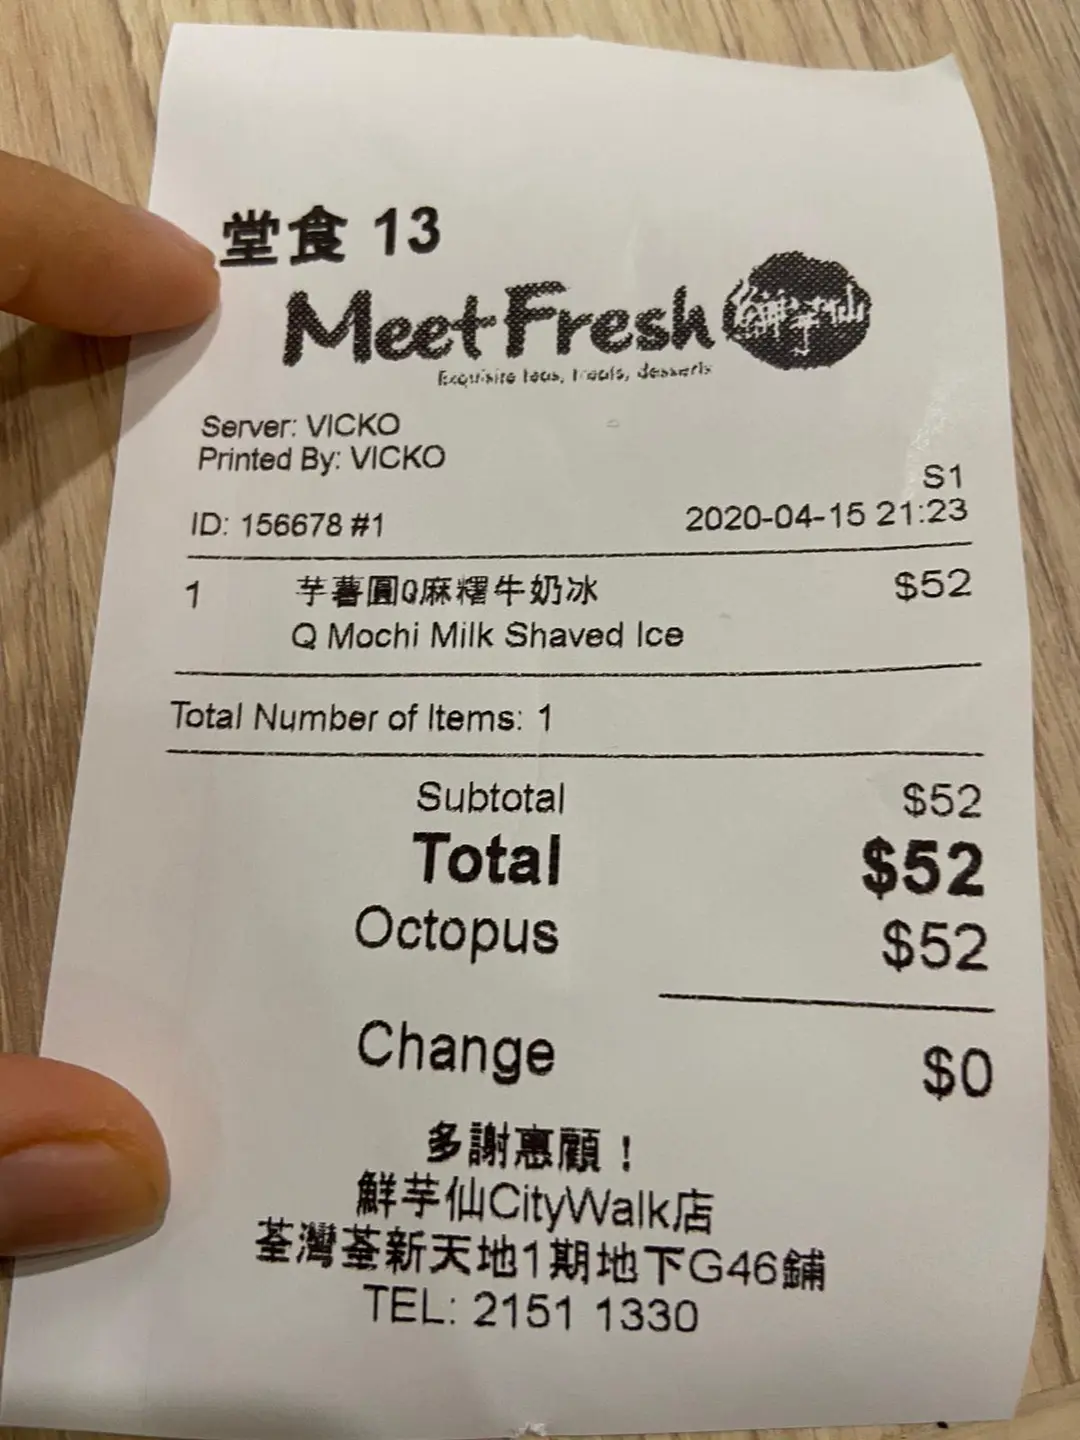 堂食 13
Meet Fresh 鮮芋仙
Exquisite teas, treats, desserts
Server: VICKO
Printed By: VICKO
S1
ID: 156678 #1 2020-04-15 21:23
1 芋薯圓Q麻糬牛奶冰 $52
Q Mochi Milk Shaved Ice
Total Number of Items: 1
Subtotal $52
Total $52
Octopus $52
Change $0
多謝惠顧！
鮮芋仙CityWalk店
荃灣荃新天地1期地下G46鋪
TEL: 2151 1330